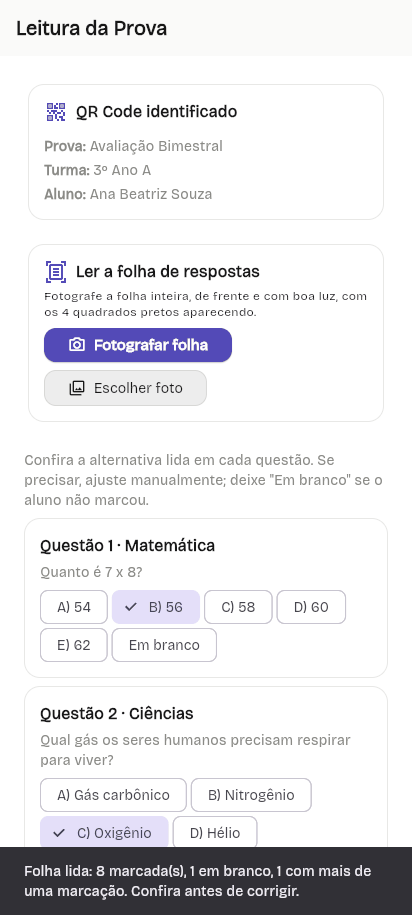 Leitura da Prova
QR Code identificado
Prova: Avaliação Bimestral
Turma: 3º Ano A
Aluno: Ana Beatriz Souza
Ler a folha de respostas
Fotografe a folha inteira, de frente e com boa luz, com
os 4 quadrados pretos aparecendo.
Fotografar folha
Escolher foto
Confira a alternativa lida em cada questão. Se
precisar, ajuste manualmente; deixe "Em branco" se o
aluno não marcou.
Questão 1 · Matemática
Quanto é 7 x 8?
A) 54 B) 56 C) 58 D) 60
E) 62 Em branco
Questão 2 · Ciências
Qual gás os seres humanos precisam respirar
para viver?
A) Gás carbônico B) Nitrogênio
C) Oxigênio D) Hélio
Folha lida: 8 marcada(s), 1 em branco, 1 com mais de
uma marcação. Confira antes de corrigir.